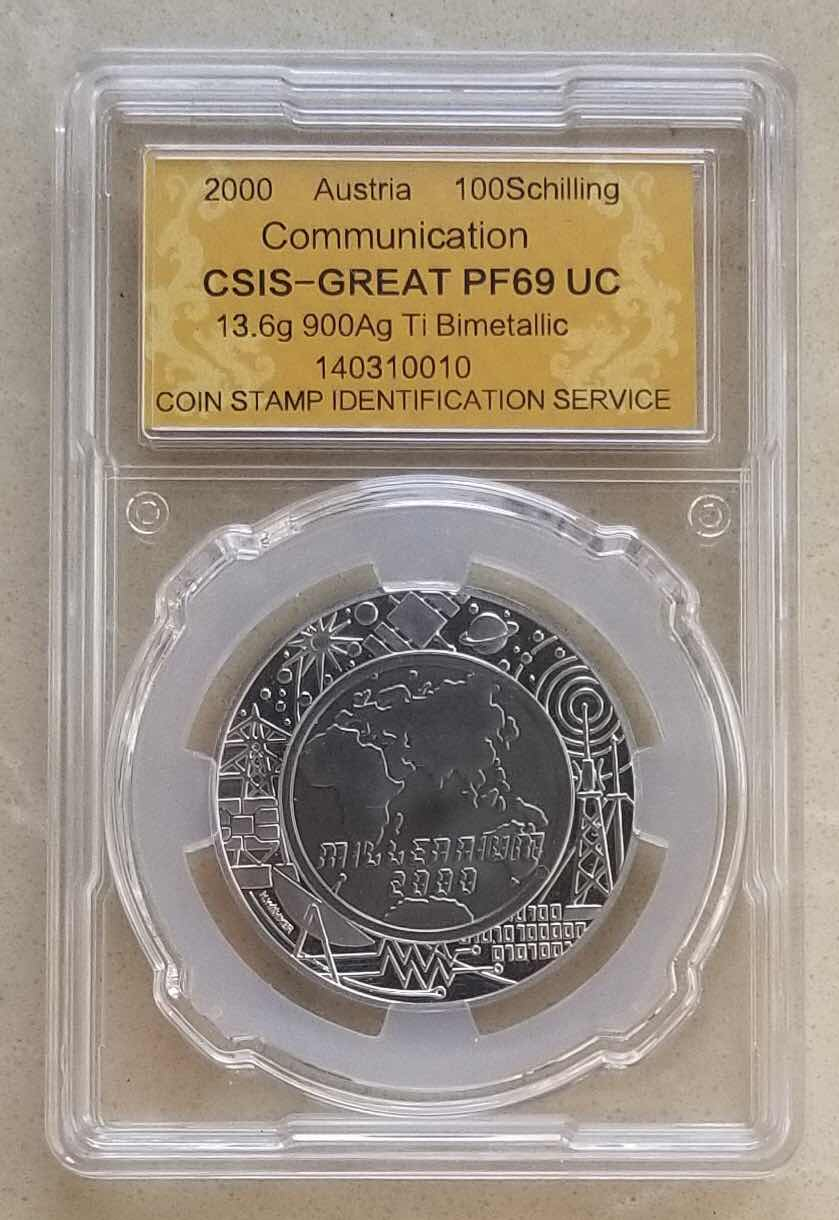 2000 Austria 100Schilling
Communication
CSIS-GREAT PF69 UC
13.6g 900Ag Ti Bimetallic
140310010
COIN STAMP IDENTIFICATION SERVICE
MILLENNIUM
2000